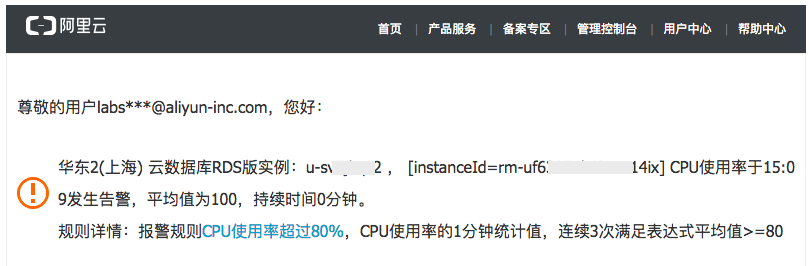 阿里云
首页 | 产品服务 | 备案专区 | 管理控制台 | 用户中心 | 帮助中心
尊敬的用户labs***@aliyun-inc.com，您好：
华东2(上海) 云数据库RDS版实例：u-sv 2 ， [instanceId=rm-uf6 14ix] CPU使用率于15:0
9发生告警，平均值为100，持续时间0分钟。
规则详情：报警规则CPU使用率超过80%，CPU使用率的1分钟统计值，连续3次满足表达式平均值>=80